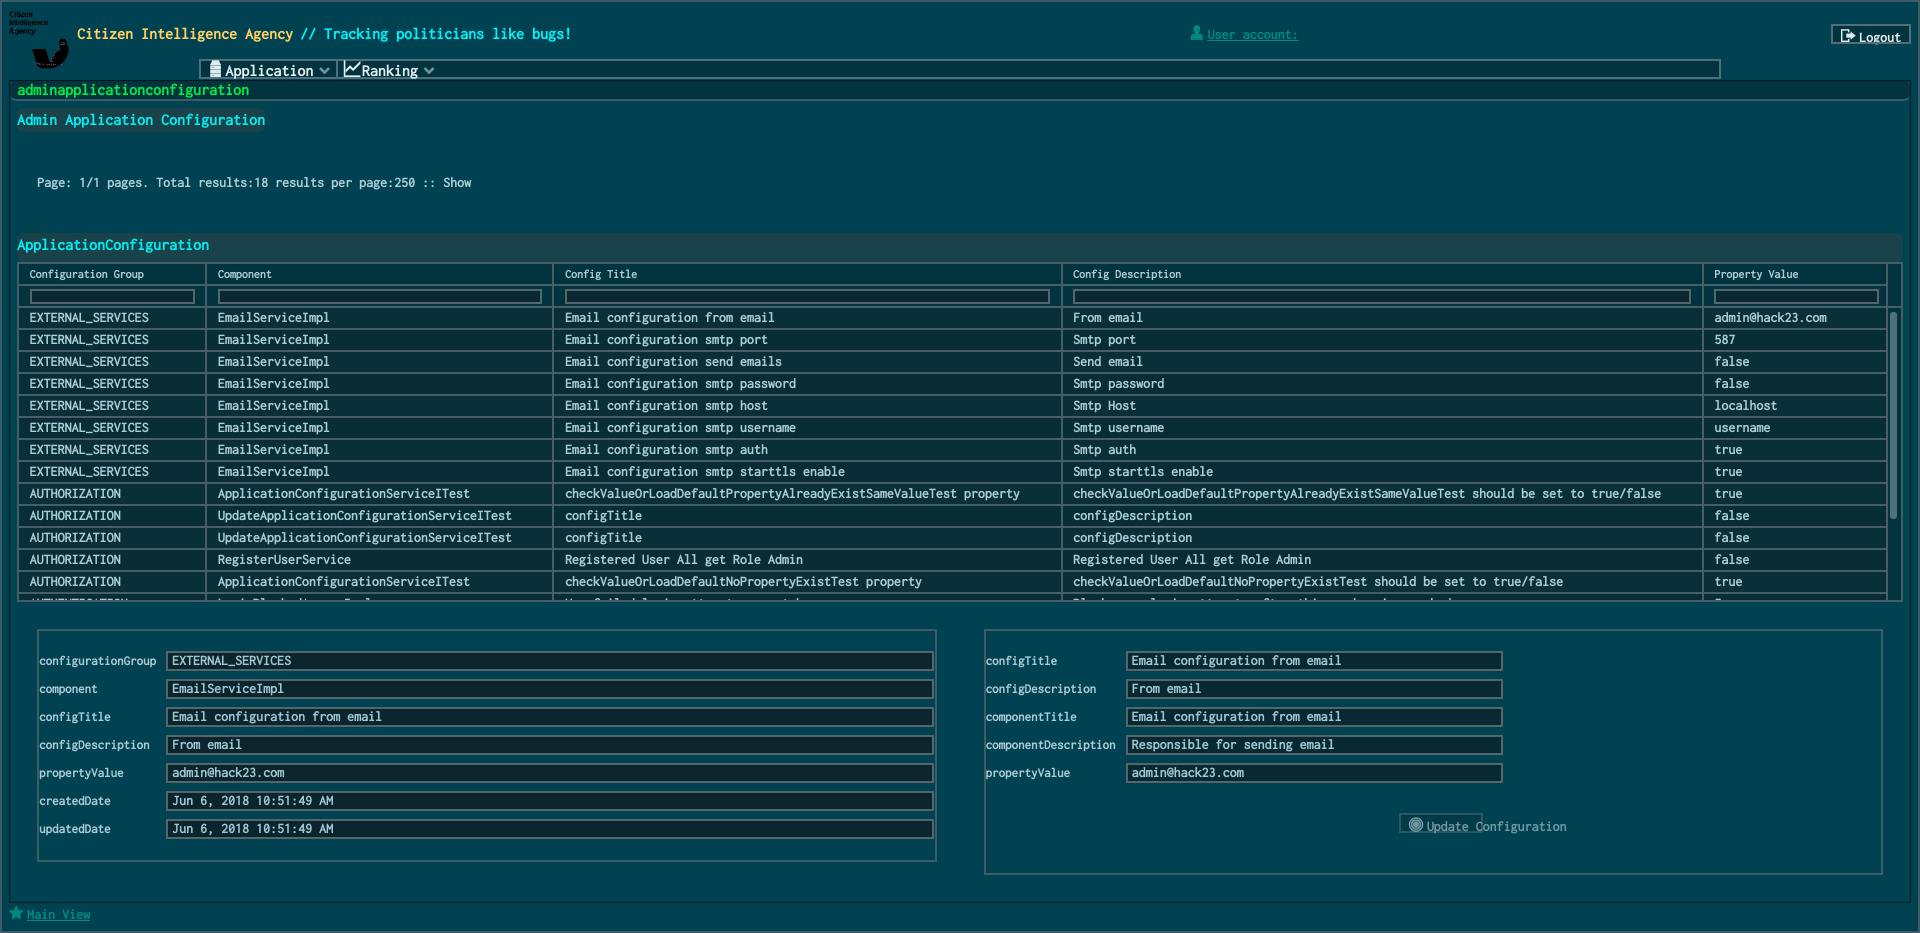 Citizen
Intelligence
Agency
Citizen Intelligence Agency // Tracking politicians like bugs!
User account:
Logout
Application Ranking
adminapplicationconfiguration
Admin Application Configuration
Page: 1/1 pages. Total results:18 results per page:250 :: Show
ApplicationConfiguration
Configuration Group Component Config Title Config Description Property Value
EXTERNAL_SERVICES EmailServiceImpl Email configuration from email From email admin@hack23.com
EXTERNAL_SERVICES EmailServiceImpl Email configuration smtp port Smtp port 587
EXTERNAL_SERVICES EmailServiceImpl Email configuration send emails Send email false
EXTERNAL_SERVICES EmailServiceImpl Email configuration smtp password Smtp password false
EXTERNAL_SERVICES EmailServiceImpl Email configuration smtp host Smtp Host localhost
EXTERNAL_SERVICES EmailServiceImpl Email configuration smtp username Smtp username username
EXTERNAL_SERVICES EmailServiceImpl Email configuration smtp auth Smtp auth true
EXTERNAL_SERVICES EmailServiceImpl Email configuration smtp starttls enable Smtp starttls enable true
AUTHORIZATION ApplicationConfigurationServiceITest checkValueOrLoadDefaultPropertyAlreadyExistSameValueTest property checkValueOrLoadDefaultPropertyAlreadyExistSameValueTest should be set to true/false true
AUTHORIZATION UpdateApplicationConfigurationServiceITest configTitle configDescription false
AUTHORIZATION UpdateApplicationConfigurationServiceITest configTitle configDescription false
AUTHORIZATION RegisterUserService Registered User All get Role Admin Registered User All get Role Admin false
AUTHORIZATION ApplicationConfigurationServiceITest checkValueOrLoadDefaultNoPropertyExistTest property checkValueOrLoadDefaultNoPropertyExistTest should be set to true/false true
configurationGroup EXTERNAL_SERVICES
component EmailServiceImpl
configTitle Email configuration from email
configDescription From email
propertyValue admin@hack23.com
createdDate Jun 6, 2018 10:51:49 AM
updatedDate Jun 6, 2018 10:51:49 AM
configTitle Email configuration from email
configDescription From email
componentTitle Email configuration from email
componentDescription Responsible for sending email
propertyValue admin@hack23.com
Update Configuration
Main View